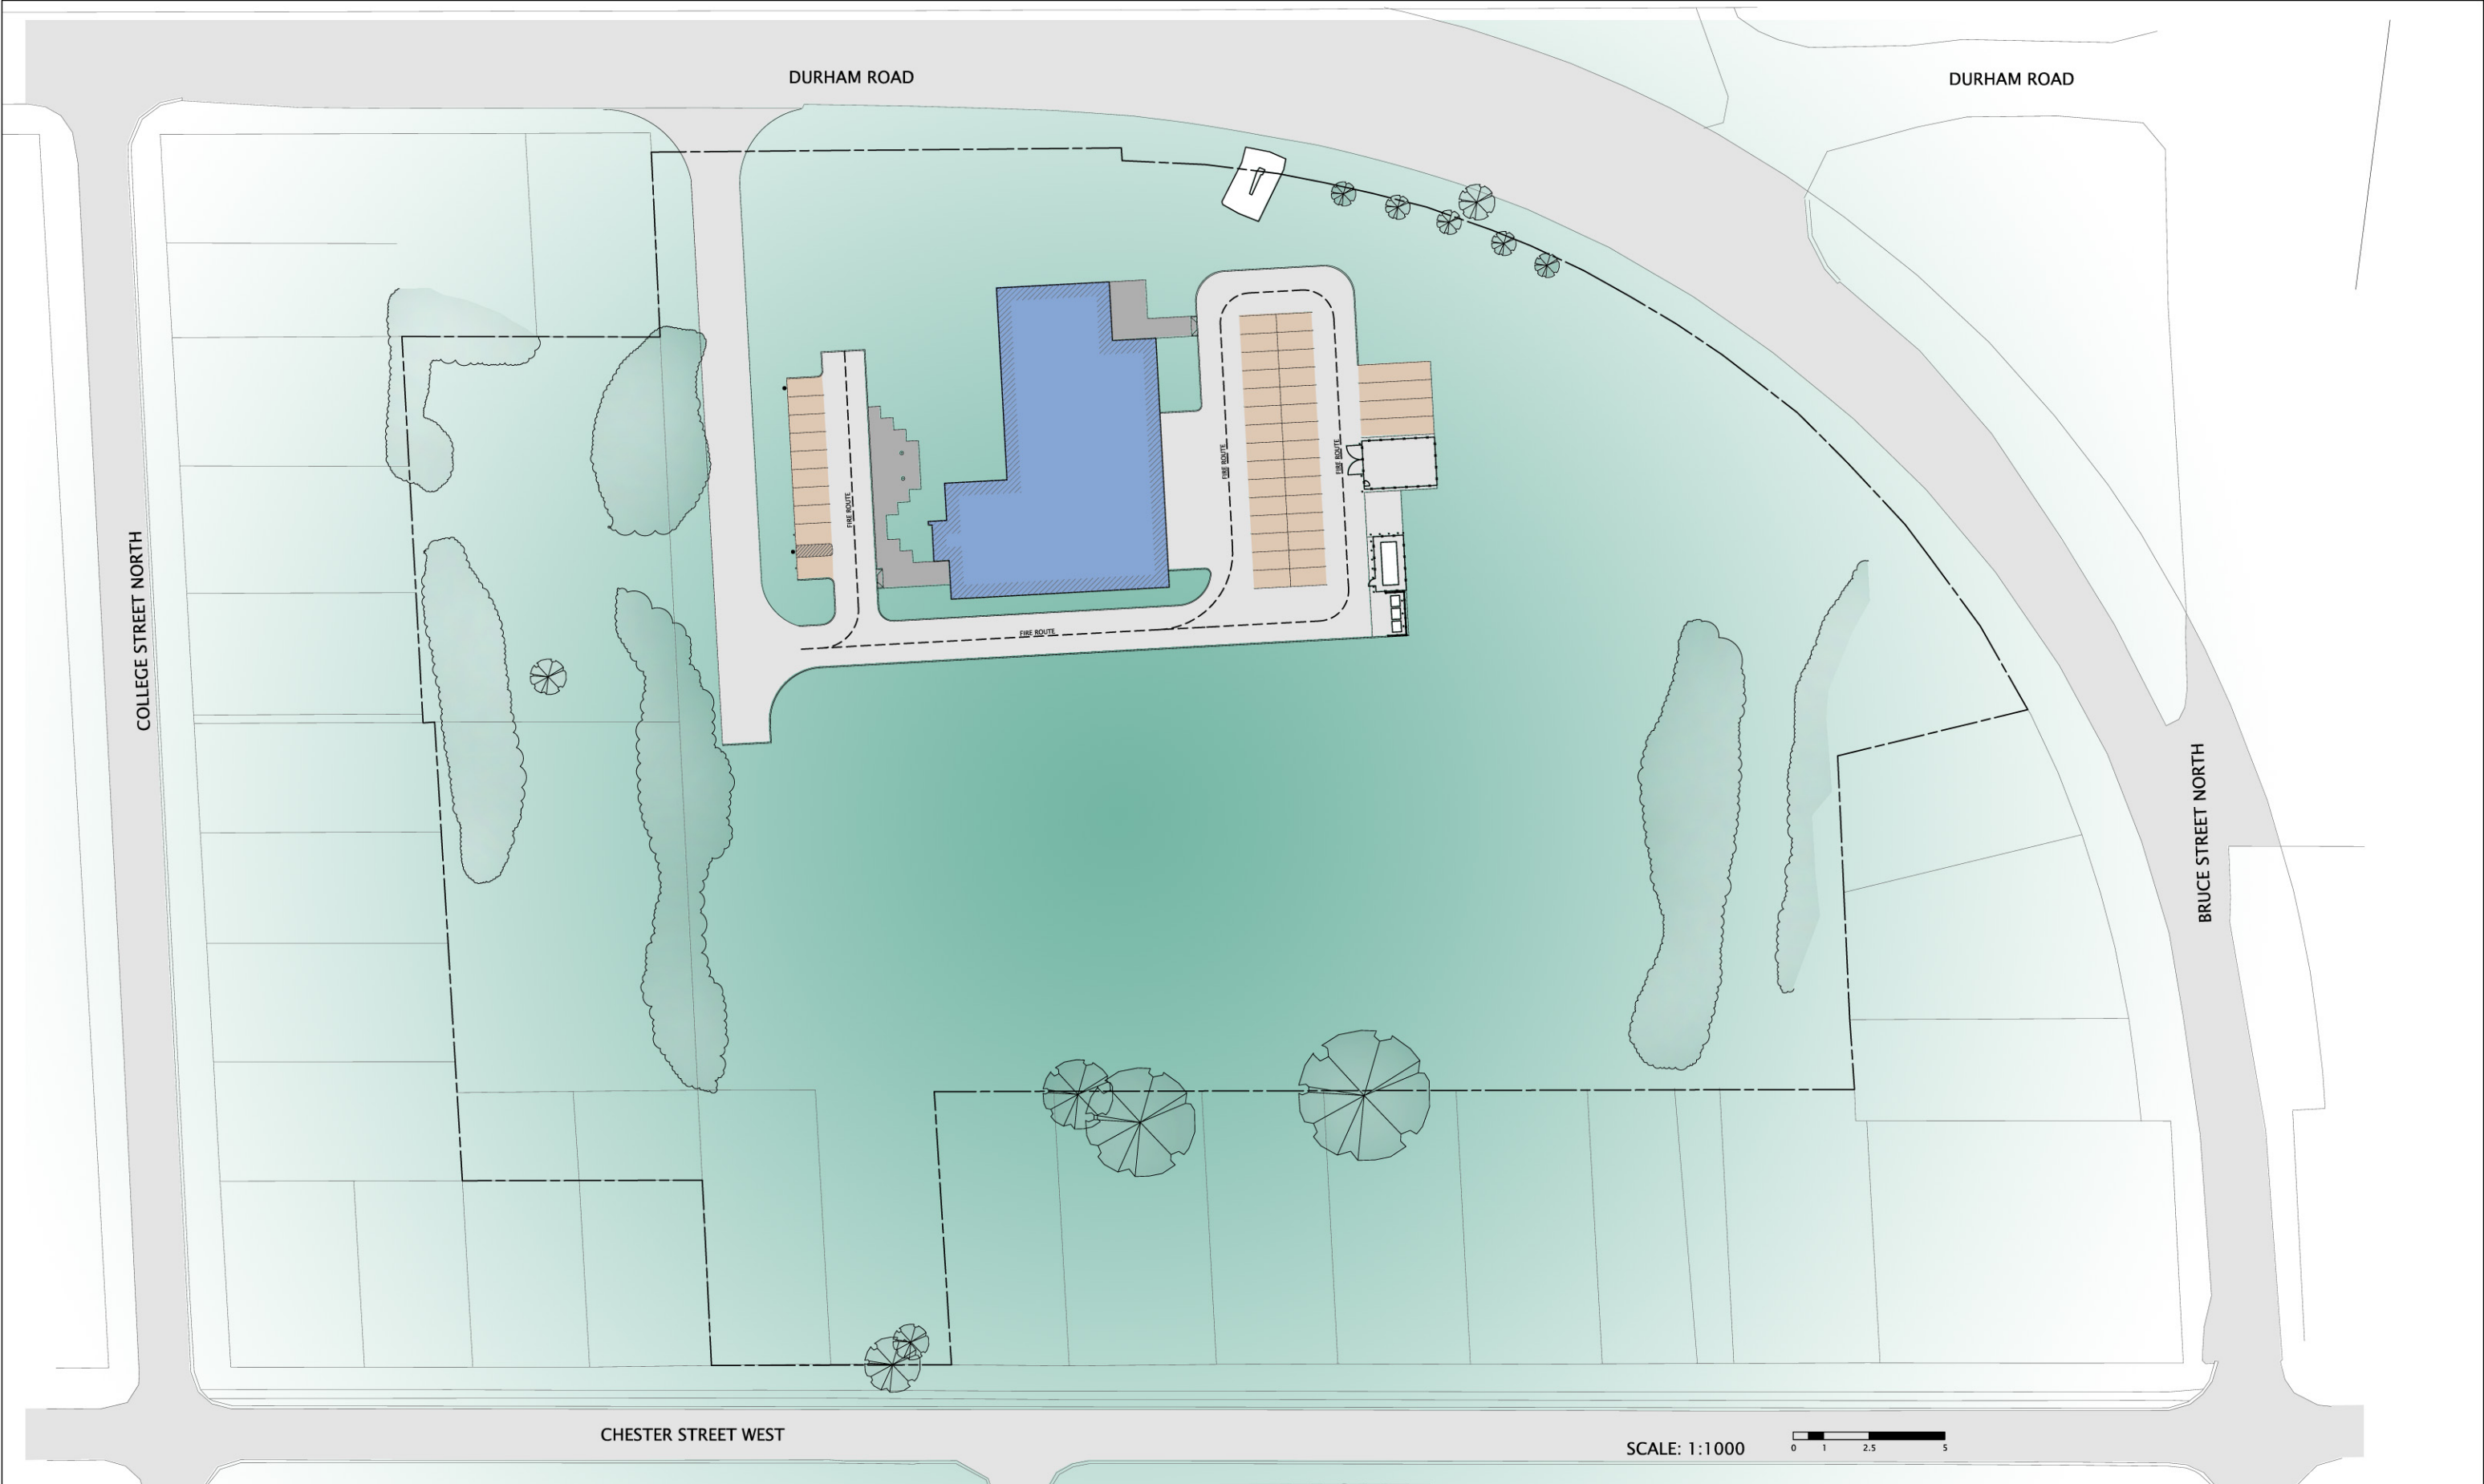 DURHAM ROAD
DURHAM ROAD
COLLEGE STREET NORTH
FIRE ROUTE
FIRE ROUTE
FIRE ROUTE
FIRE ROUTE
BRUCE STREET NORTH
CHESTER STREET WEST
SCALE: 1:1000
0 1 2.5 5